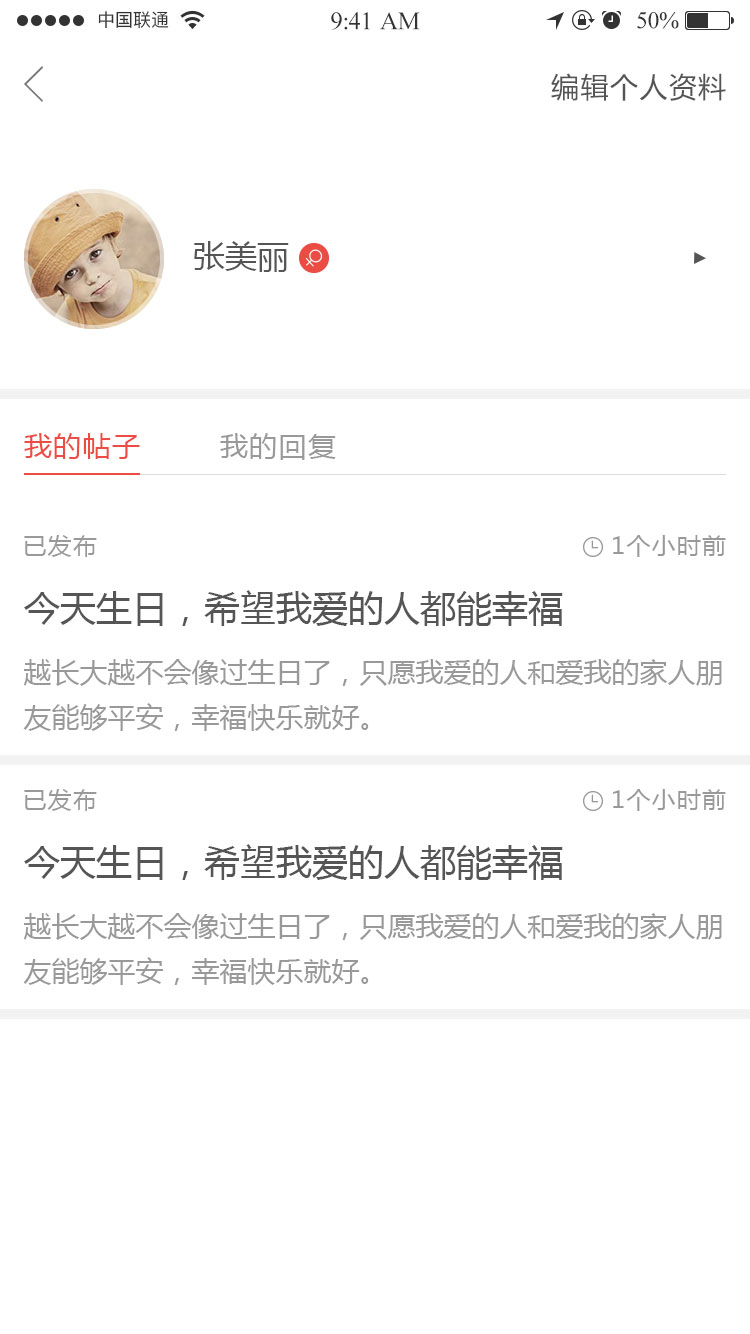 中国联通
9:41 AM
50%
编辑个人资料
张美丽
我的帖子
我的回复
已发布
1个小时前
今天生日，希望我爱的人都能幸福
越长大越不会像过生日了，只愿我爱的人和爱我的家人朋
友能够平安，幸福快乐就好。
已发布
1个小时前
今天生日，希望我爱的人都能幸福
越长大越不会像过生日了，只愿我爱的人和爱我的家人朋
友能够平安，幸福快乐就好。